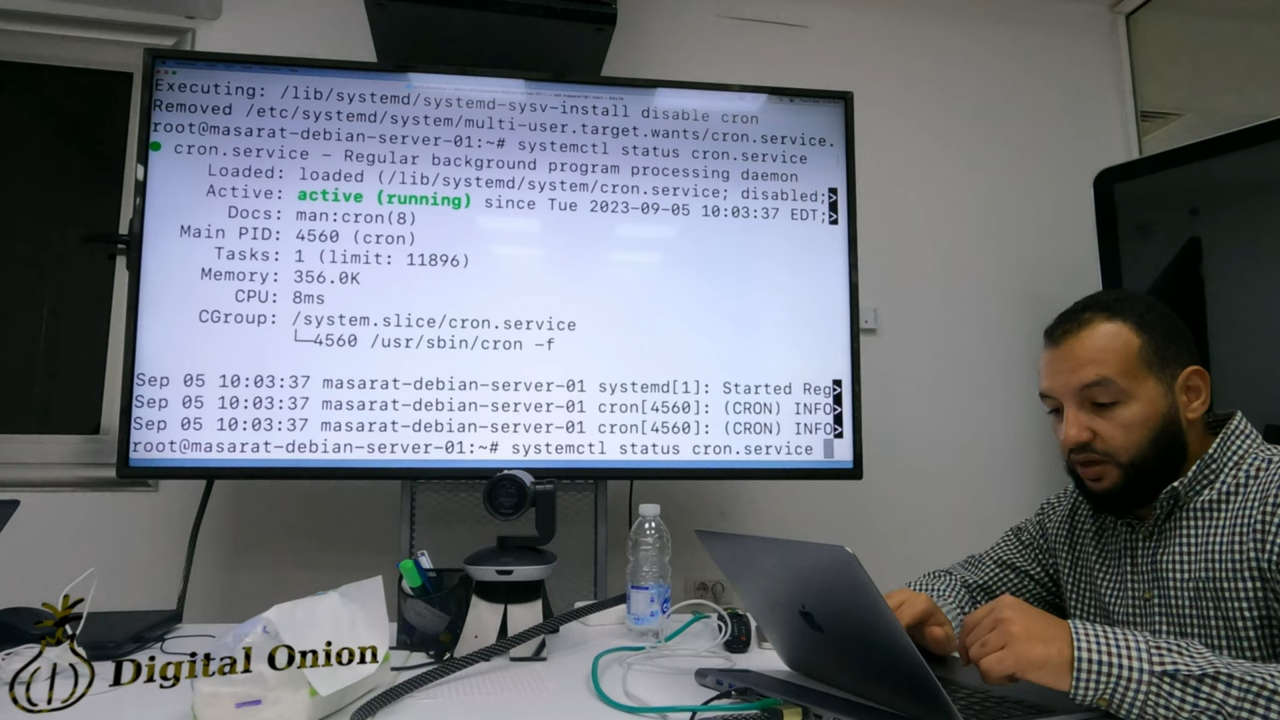 Executing: /lib/systemd/systemd-sysv-install disable cron
Removed /etc/systemd/system/multi-user.target.wants/cron.service.
root@masarat-debian-server-01:~# systemctl status cron.service
● cron.service – Regular background program processing daemon
Loaded: loaded (/lib/systemd/system/cron.service; disabled;>
Active: active (running) since Tue 2023-09-05 10:03:37 EDT;>
Docs: man:cron(8)
Main PID: 4560 (cron)
Tasks: 1 (limit: 11896)
Memory: 356.0K
CPU: 8ms
CGroup: /system.slice/cron.service
└─4560 /usr/sbin/cron -f
Sep 05 10:03:37 masarat-debian-server-01 systemd[1]: Started Reg>
Sep 05 10:03:37 masarat-debian-server-01 cron[4560]: (CRON) INFO>
Sep 05 10:03:37 masarat-debian-server-01 cron[4560]: (CRON) INFO>
root@masarat-debian-server-01:~# systemctl status cron.service
Digital Onion